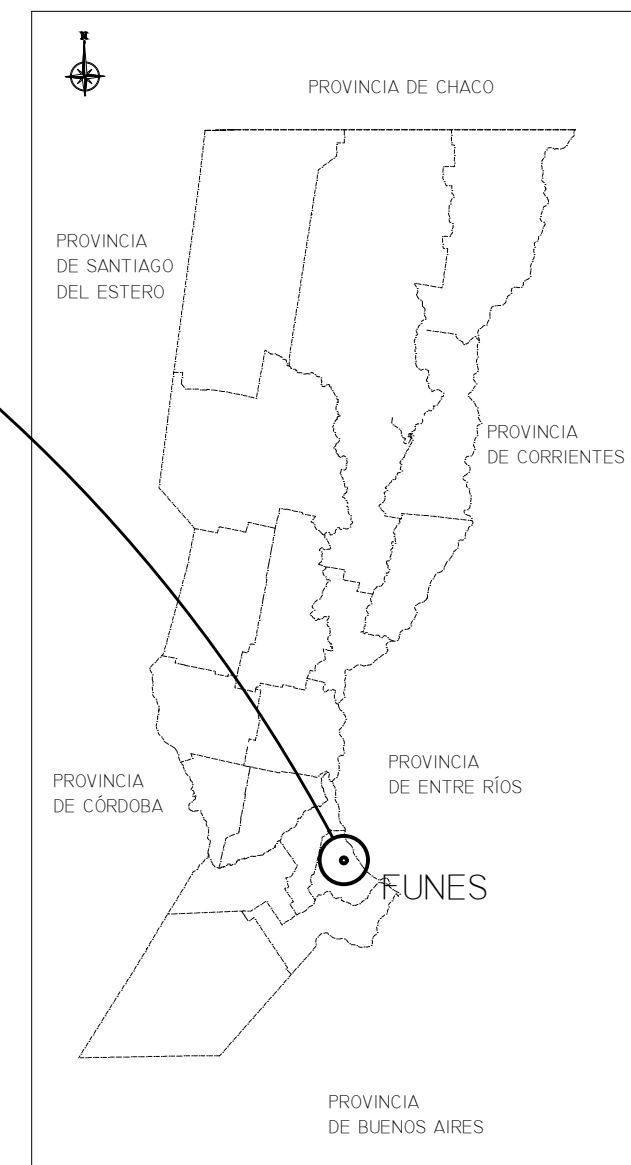 N
PROVINCIA DE CHACO
PROVINCIA
DE SANTIAGO
DEL ESTERO
PROVINCIA
DE CORRIENTES
PROVINCIA
DE ENTRE RÍOS
PROVINCIA
DE CÓRDOBA
FUNES
PROVINCIA
DE BUENOS AIRES